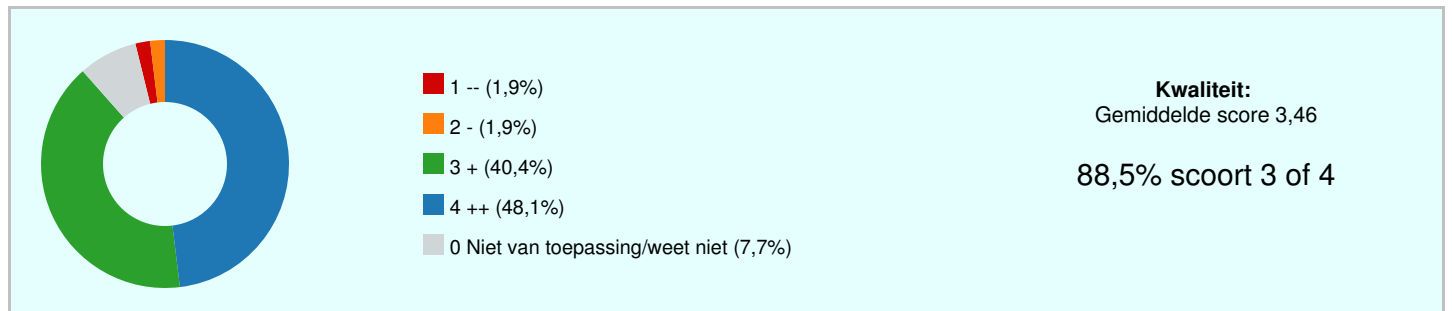 1 -- (1,9%)
2 - (1,9%)
3 + (40,4%)
4 ++ (48,1%)
0 Niet van toepassing/weet niet (7,7%)
Kwaliteit:
Gemiddelde score 3,46
88,5% scoort 3 of 4